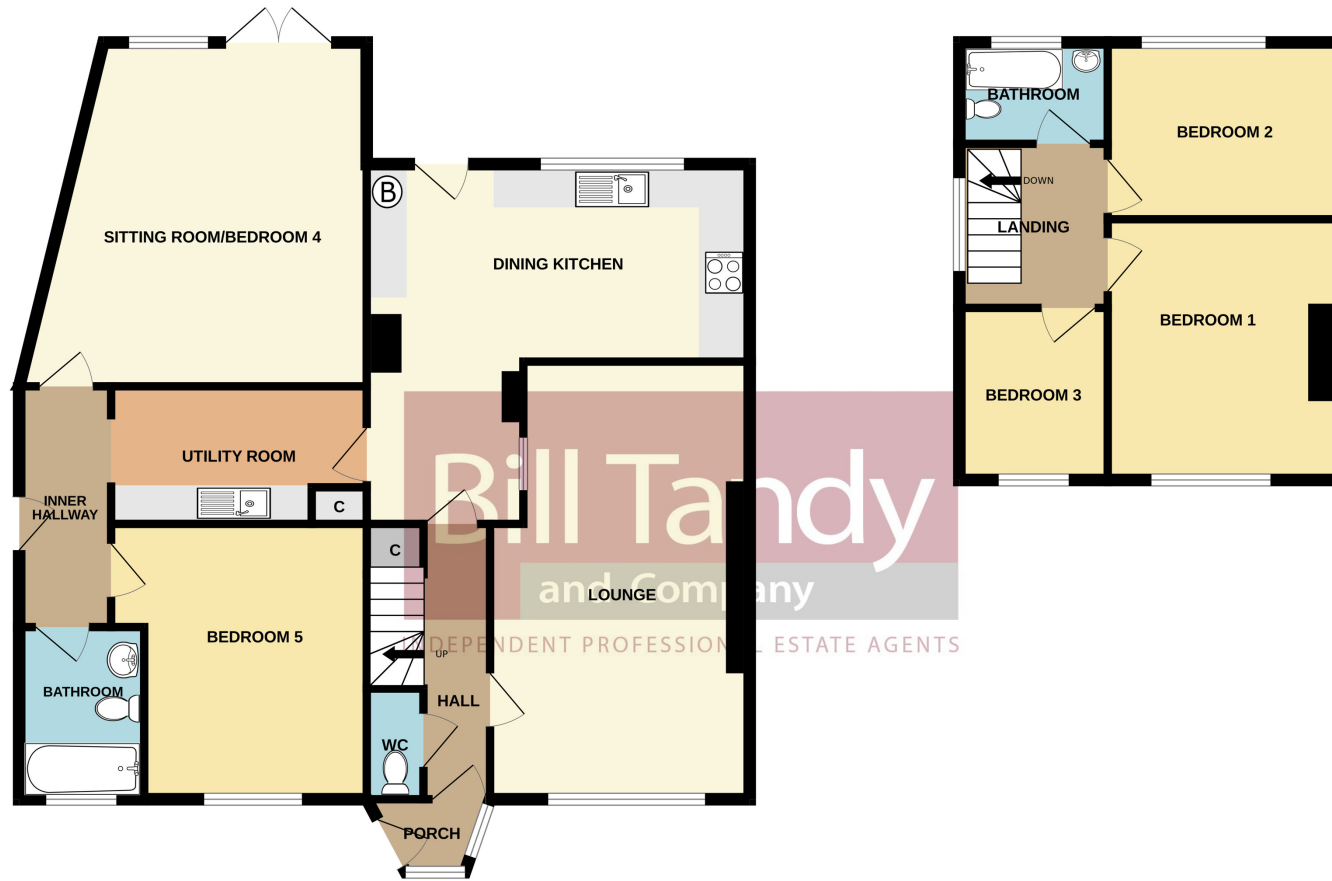 SITTING ROOM/BEDROOM 4
B
DINING KITCHEN
UTILITY ROOM
C
INNER
HALLWAY
BEDROOM 5
BATHROOM
C
UP
HALL
WC
PORCH
LOUNGE
Bill Tandy
and Company
INDEPENDENT PROFESSIONAL ESTATE AGENTS
BATHROOM
BEDROOM 2
DOWN
LANDING
BEDROOM 1
BEDROOM 3